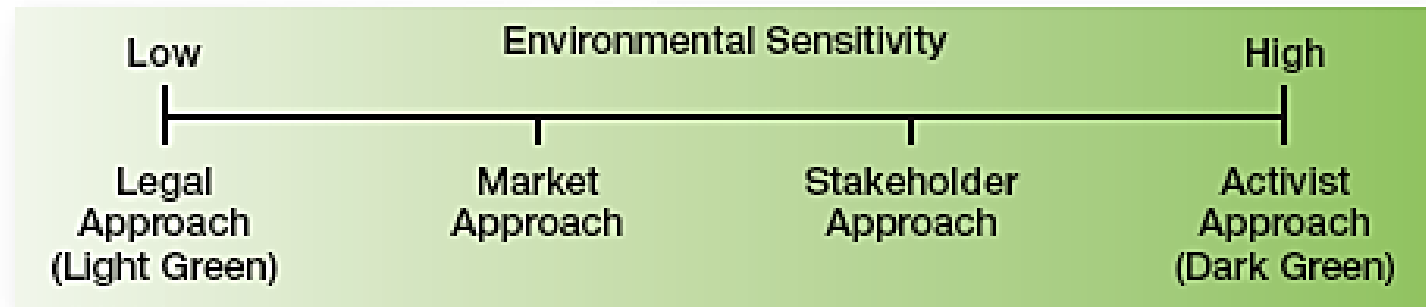 Low
Environmental Sensitivity
High
Legal
Approach
(Light Green)
Market
Approach
Stakeholder
Approach
Activist
Approach
(Dark Green)